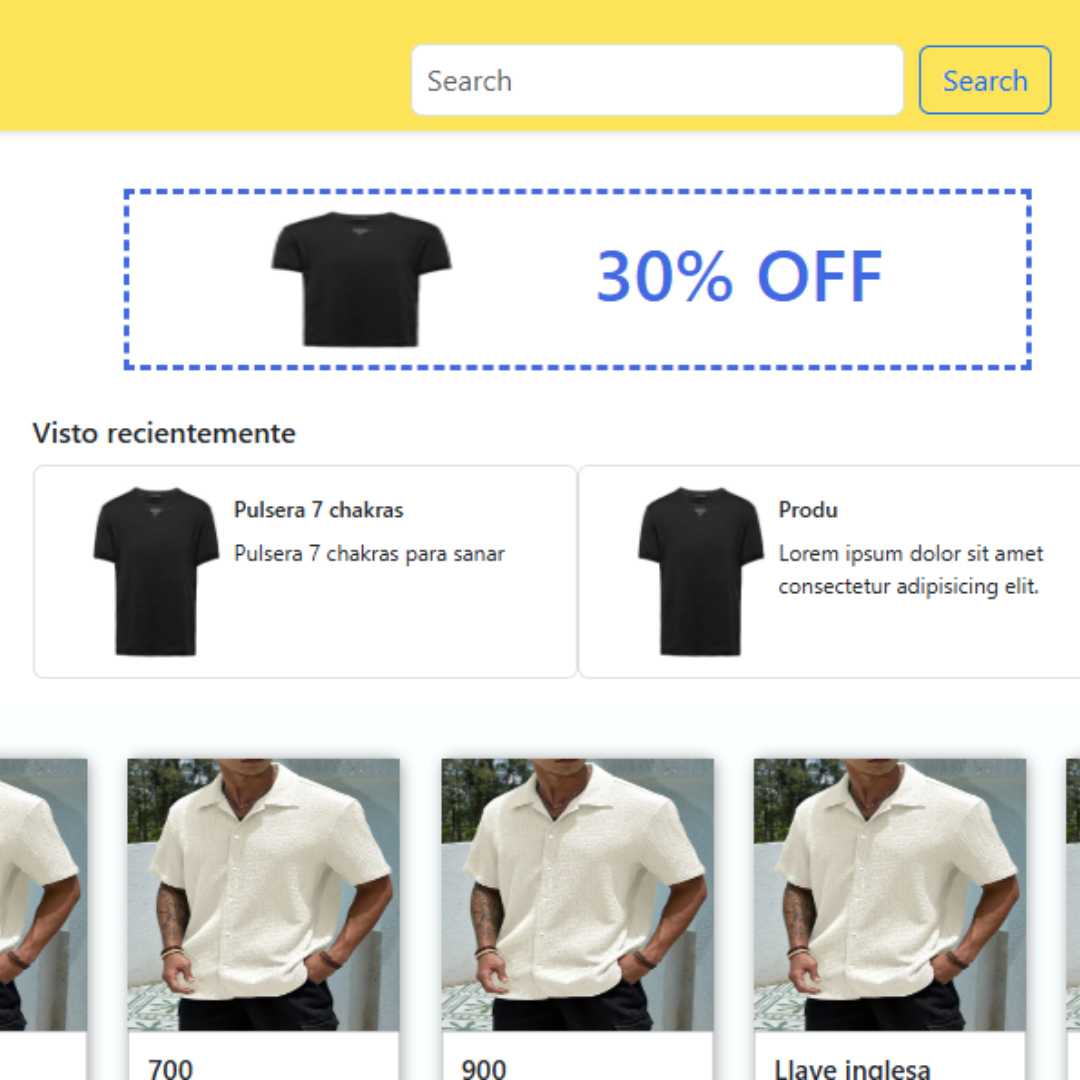 Search
Search
30% OFF
Visto recientemente
Pulsera 7 chakras
Pulsera 7 chakras para sanar
Produ
Lorem ipsum dolor sit amet
consectetur adipisicing elit.
700
900
Llave inglesa